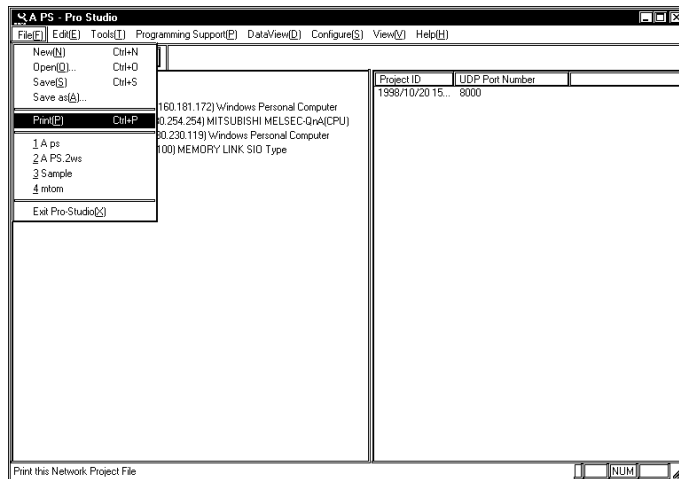 A PS - Pro Studio
File[F] Edit[E] Tools[T] Programming Support[P] DataView[D] Configure[S] View[V] Help[H]
New[N] Ctrl+N
Open[O]... Ctrl+O
Save[S] Ctrl+S
Save as[A]...
Print[P] Ctrl+P
1 A ps
2 A PS.2ws
3 Sample
4 mtom
Exit Pro-Studio[X]
160.181.172) Windows Personal Computer
0.254.254) MITSUBISHI MELSEC-QnA(CPU)
30.230.119) Windows Personal Computer
100) MEMORY LINK SIO Type
Project ID UDP Port Number
1998/10/20 15... 8000
Print this Network Project File
NUM